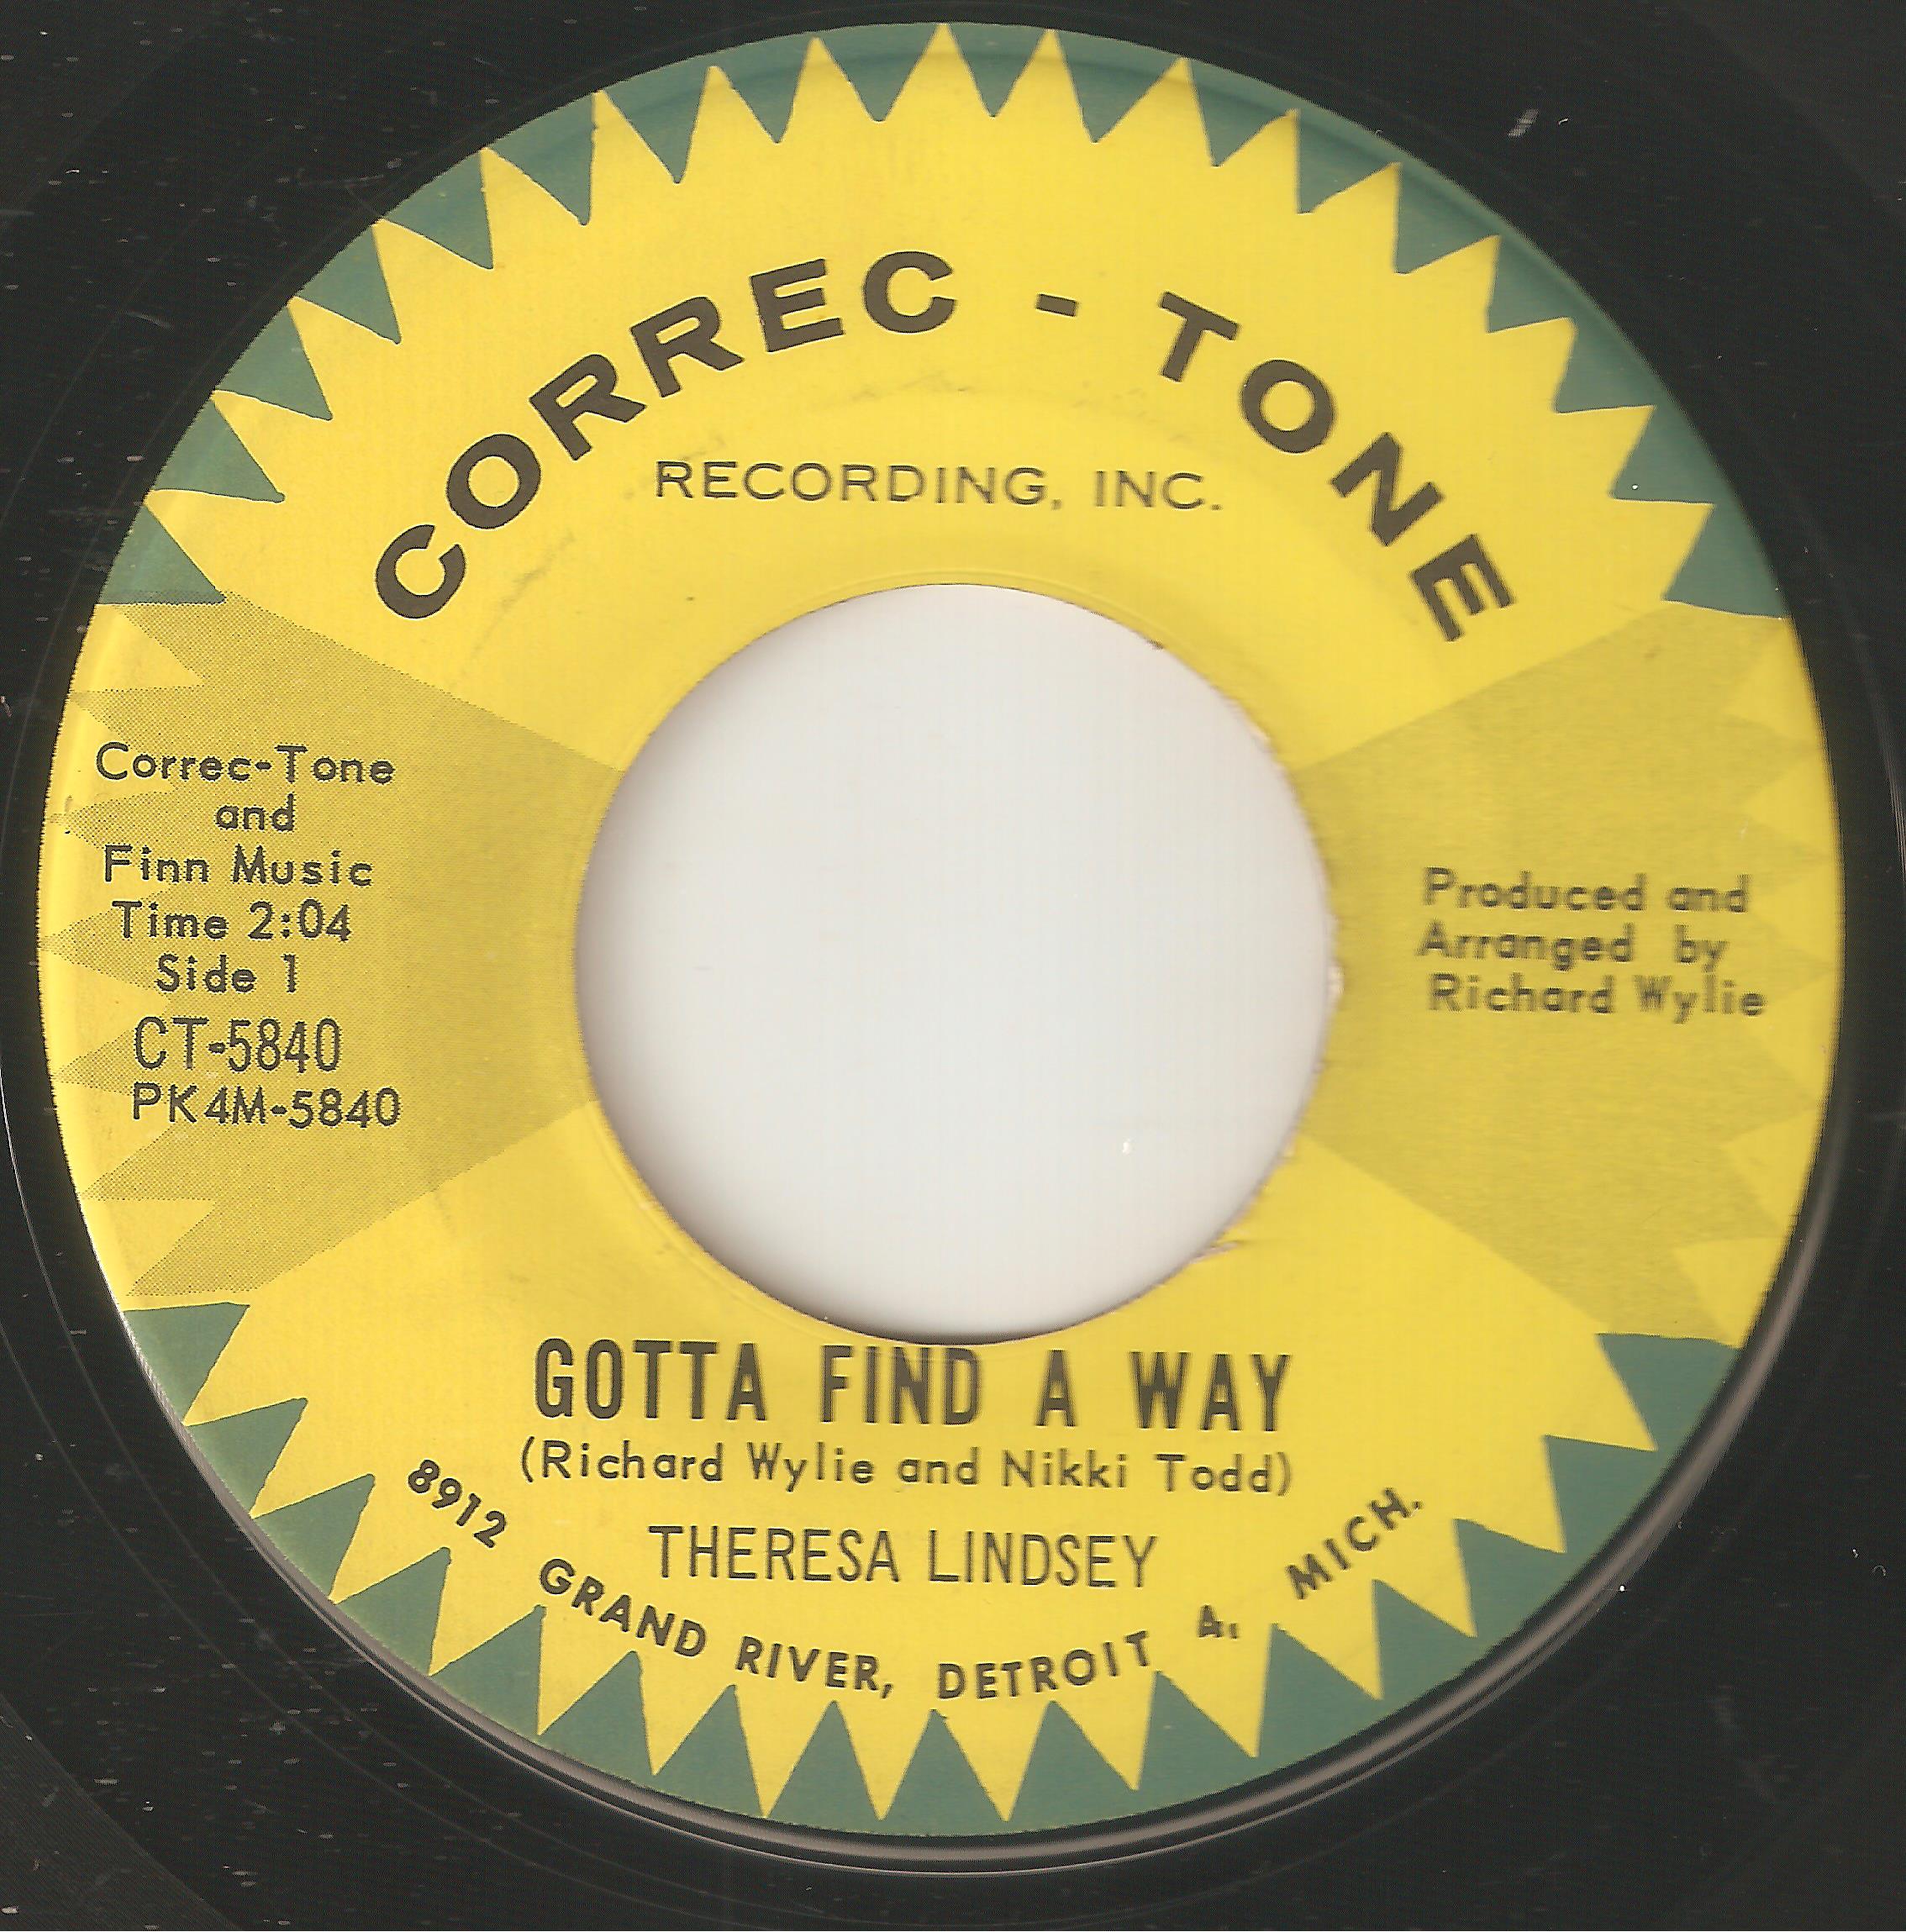 CORREC - TONE
RECORDING, INC.
Correc-Tone
and
Finn Music
Time 2:04
Side 1
CT-5840
PK4M-5840
Produced and
Arranged by
Richard Wylie
GOTTA FIND A WAY
(Richard Wylie and Nikki Todd)
THERESA LINDSEY
8912 GRAND RIVER, DETROIT 4, MICH.